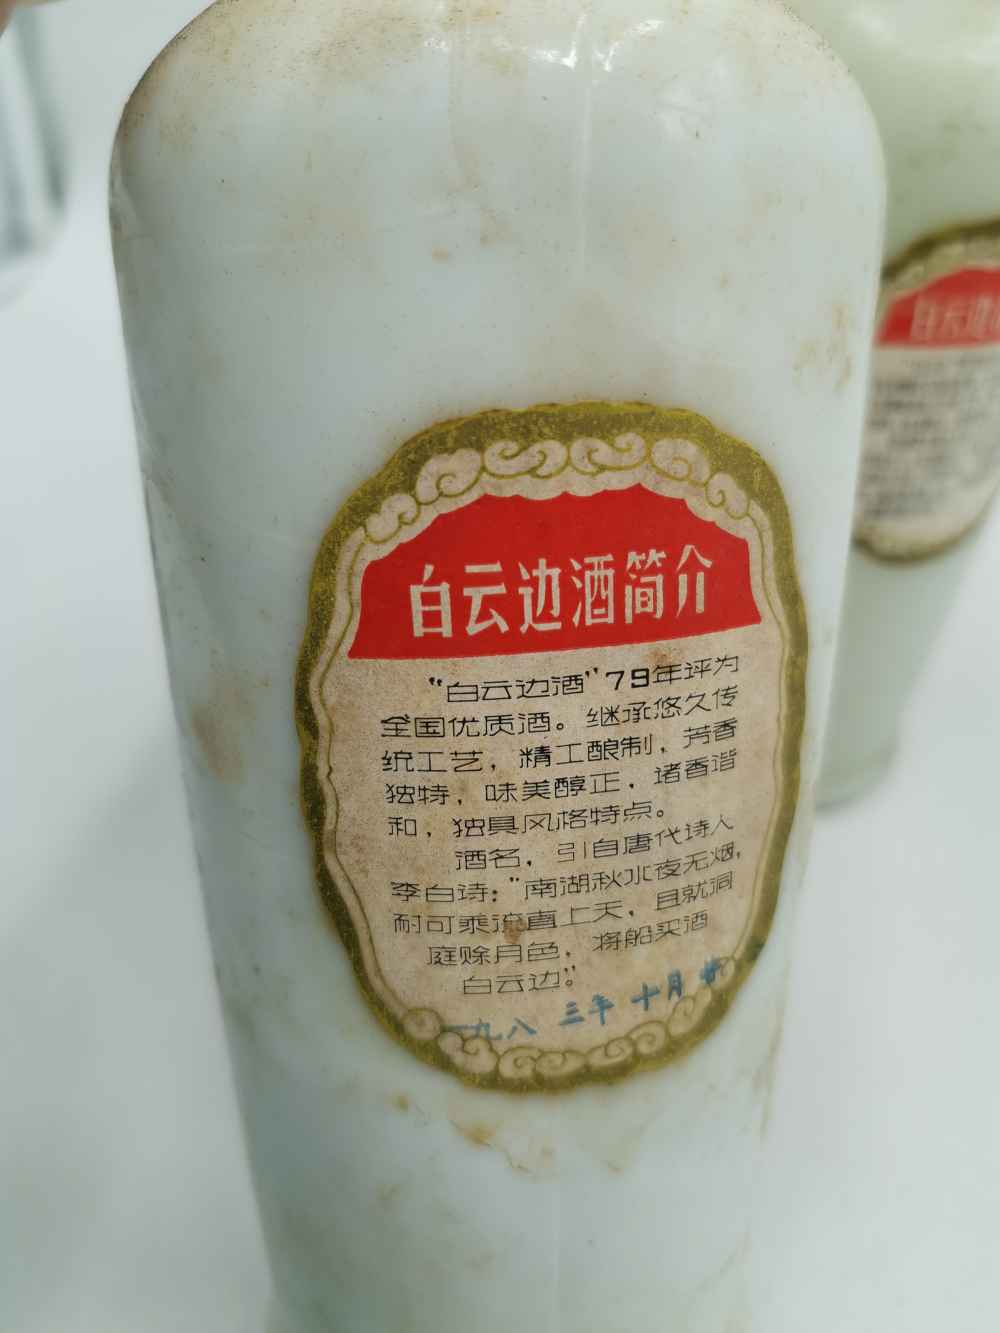 白云边酒简介
“白云边酒”79年评为
全国优质酒。继承悠久传
统工艺，精工酿制，芳香
独特，味美醇正，诸香谐
和，独具风格特点。
酒名，引自唐代诗人
李白诗：“南湖秋水夜无烟，
耐可乘流直上天，且就洞
庭赊月色，将船买酒
白云边”。
一九八三年十月廿
白云边